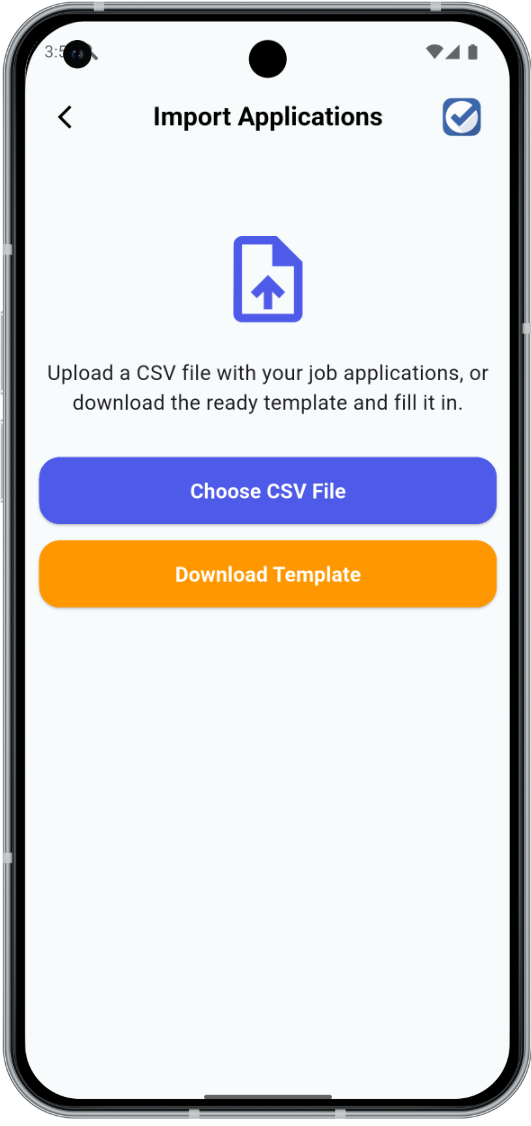 Import Applications
Upload a CSV file with your job applications, or
download the ready template and fill it in.
Choose CSV File
Download Template